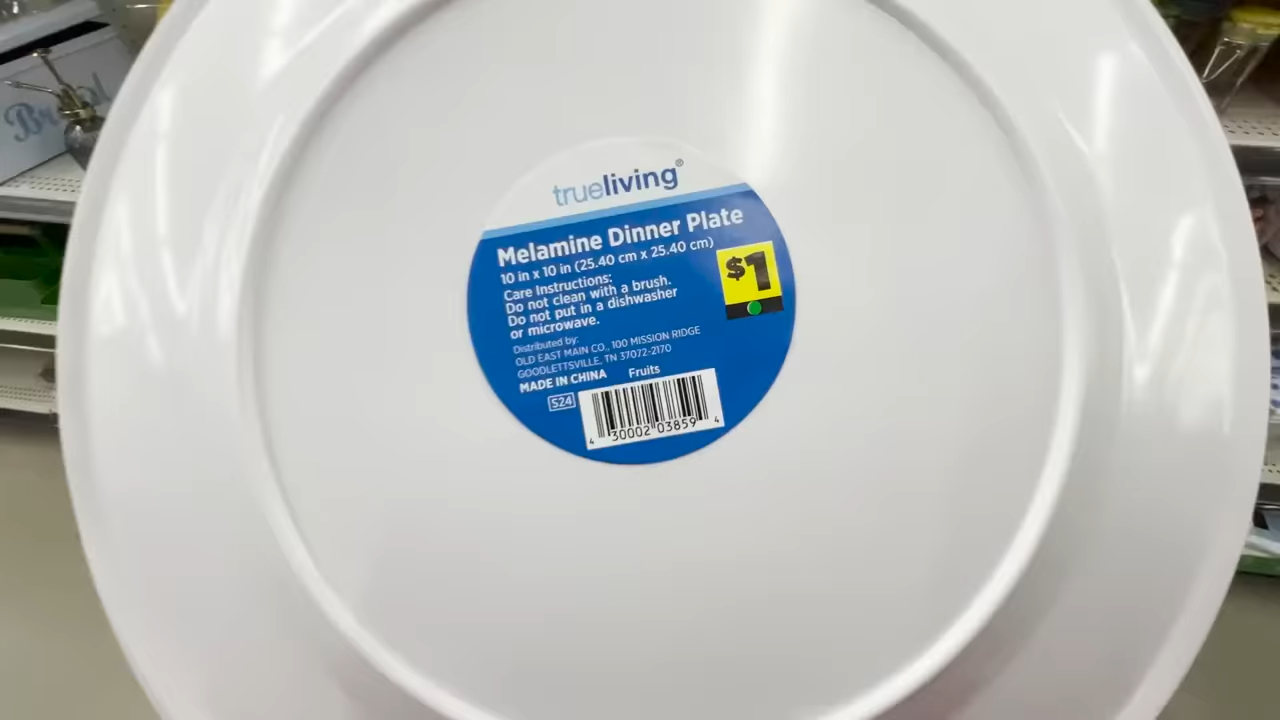 trueliving®
Melamine Dinner Plate
10 in x 10 in (25.40 cm x 25.40 cm)
$1
Care Instructions:
Do not clean with a brush.
Do not put in a dishwasher
or microwave.
Distributed by:
OLD EAST MAIN CO., 100 MISSION RIDGE
GOODLETTSVILLE, TN 37072-2170
MADE IN CHINA Fruits
S24
4 30002 03859 4